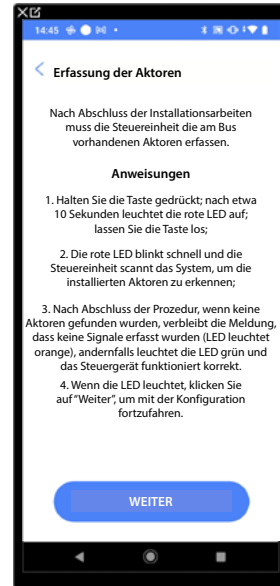 14:45
Erfassung der Aktoren
Nach Abschluss der Installationsarbeiten
muss die Steuereinheit die am Bus
vorhandenen Aktoren erfassen.
Anweisungen
1. Halten Sie die Taste gedrückt; nach etwa
10 Sekunden leuchtet die rote LED auf;
lassen Sie die Taste los;
2. Die rote LED blinkt schnell und die
Steuereinheit scannt das System, um die
installierten Aktoren zu erkennen;
3. Nach Abschluss der Prozedur, wenn keine
Aktoren gefunden wurden, verbleibt die Meldung,
dass keine Signale erfasst wurden (LED leuchtet
orange), andernfalls leuchtet die LED grün und
das Steuergerät funktioniert korrekt.
4. Wenn die LED leuchtet, klicken Sie
auf “Weiter”, um mit der Konfiguration
fortzufahren.
WEITER